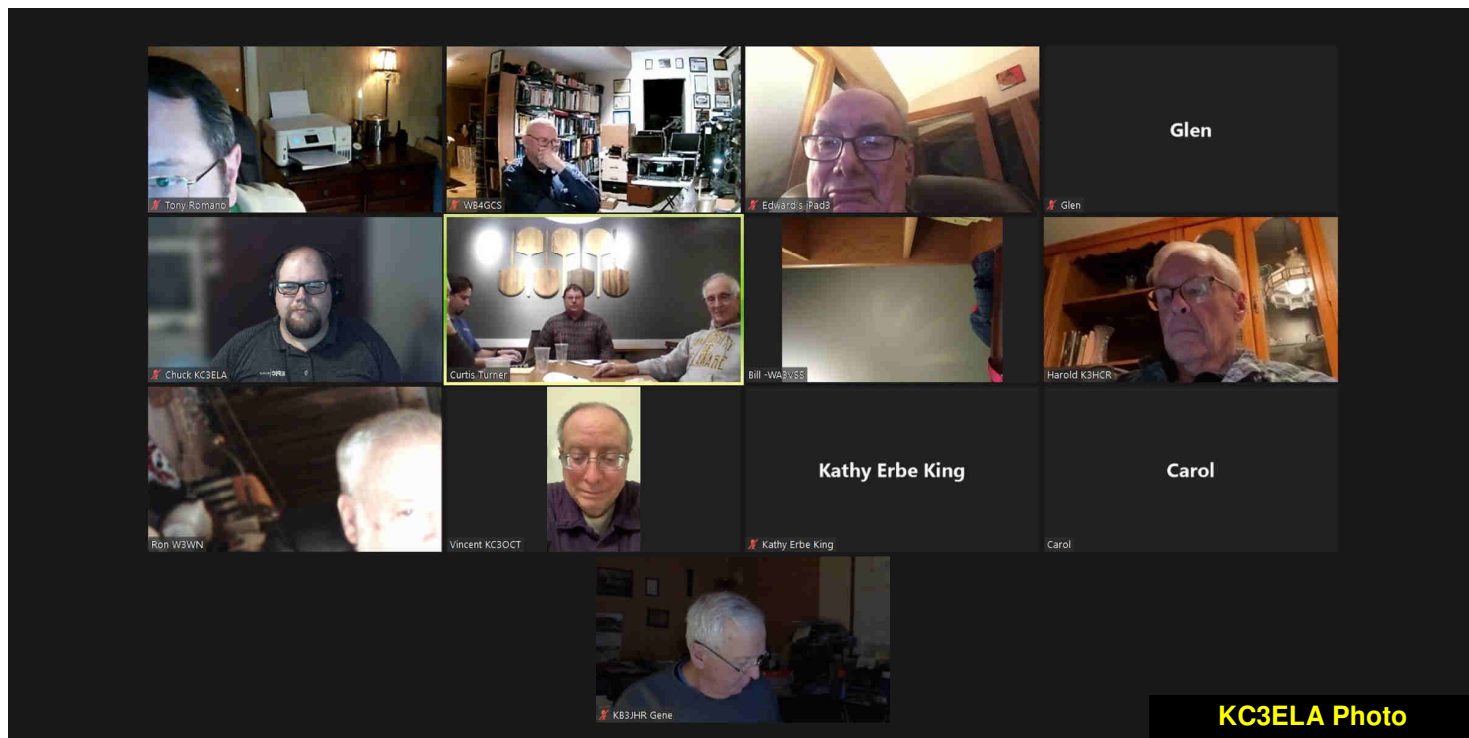 Tony Romano
WB4GCS
Edward's iPad3
Glen
Glen
Chuck KC3ELA
Curtis Turner
Bill -WA3VSS
Harold K3HCR
Ron W3WN
Vincent KC3OCT
Kathy Erbe King
Kathy Erbe King
Carol
Carol
KB3JHR Gene
KC3ELA Photo